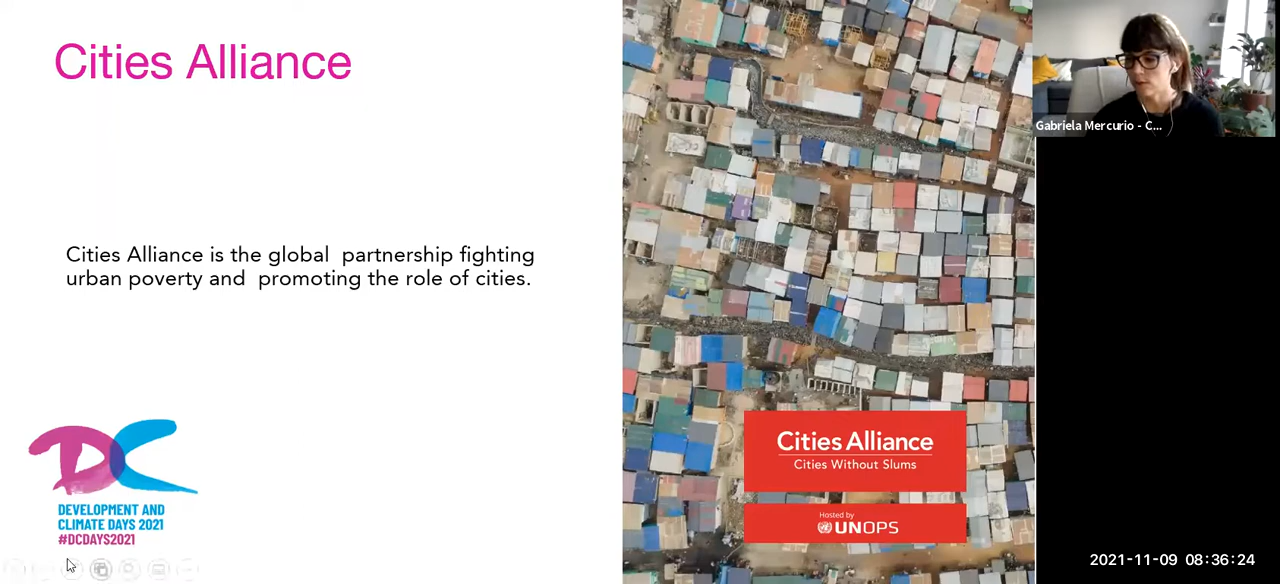 Cities Alliance
Cities Alliance is the global  partnership fighting
urban poverty and  promoting the role of cities.
DC
DEVELOPMENT AND
CLIMATE DAYS 2021
#DCDAYS2021
Cities Alliance
Cities Without Slums
Hosted by
UNOPS
Gabriela Mercurio - C...
2021-11-09 08:36:24